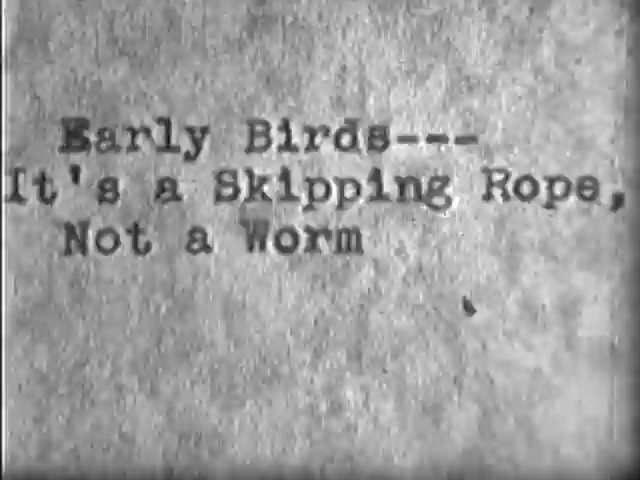 Early Birds---
It's a Skipping Rope,
Not a Worm